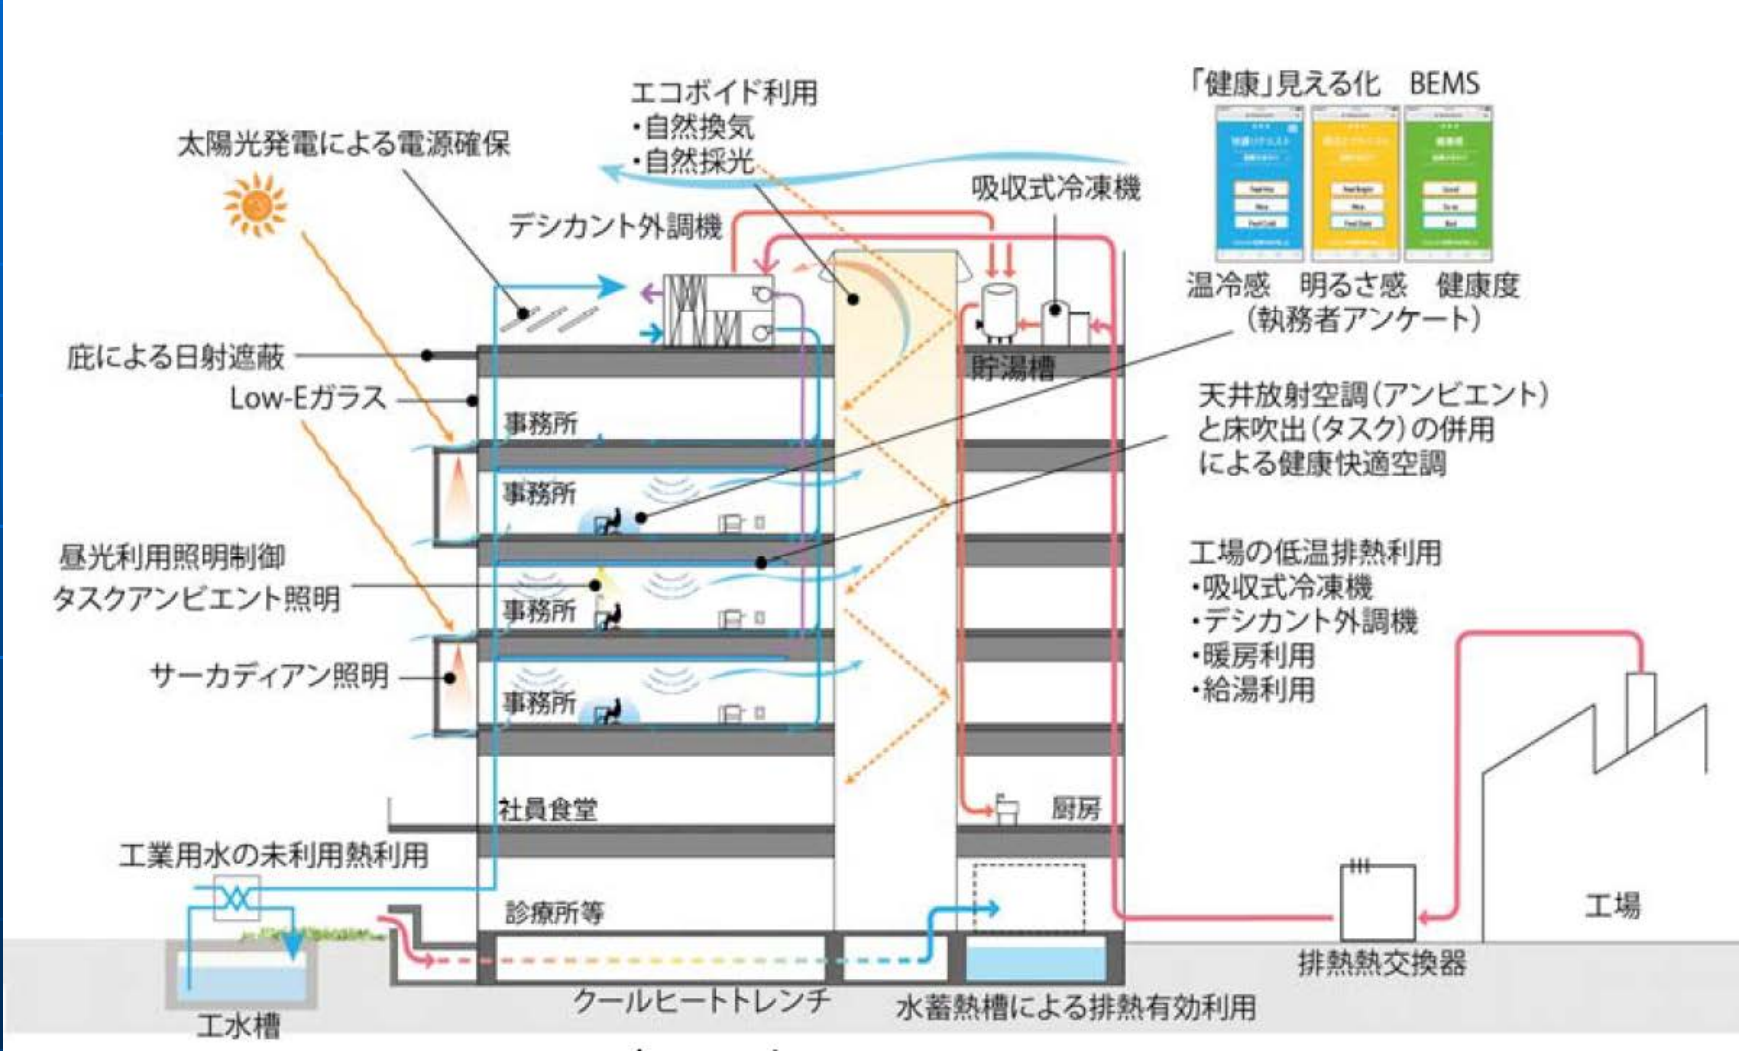 「健康」見える化 BEMS
エコボイド利用
・自然換気
・自然採光
太陽光発電による電源確保
吸収式冷凍機
デシカント外調機
温冷感 明るさ感 健康度
(執務者アンケート)
庇による日射遮蔽
貯湯槽
Low-Eガラス
天井放射空調(アンビエント)
と床吹出(タスク)の併用
による健康快適空調
事務所
事務所
昼光利用照明制御
タスクアンビエント照明
工場の低温排熱利用
・吸収式冷凍機
・デシカント外調機
・暖房利用
・給湯利用
事務所
サーカディアン照明
事務所
社員食堂
厨房
工業用水の未利用熱利用
診療所等
工場
排熱熱交換器
クールヒートトレンチ
水蓄熱槽による排熱有効利用
工水槽